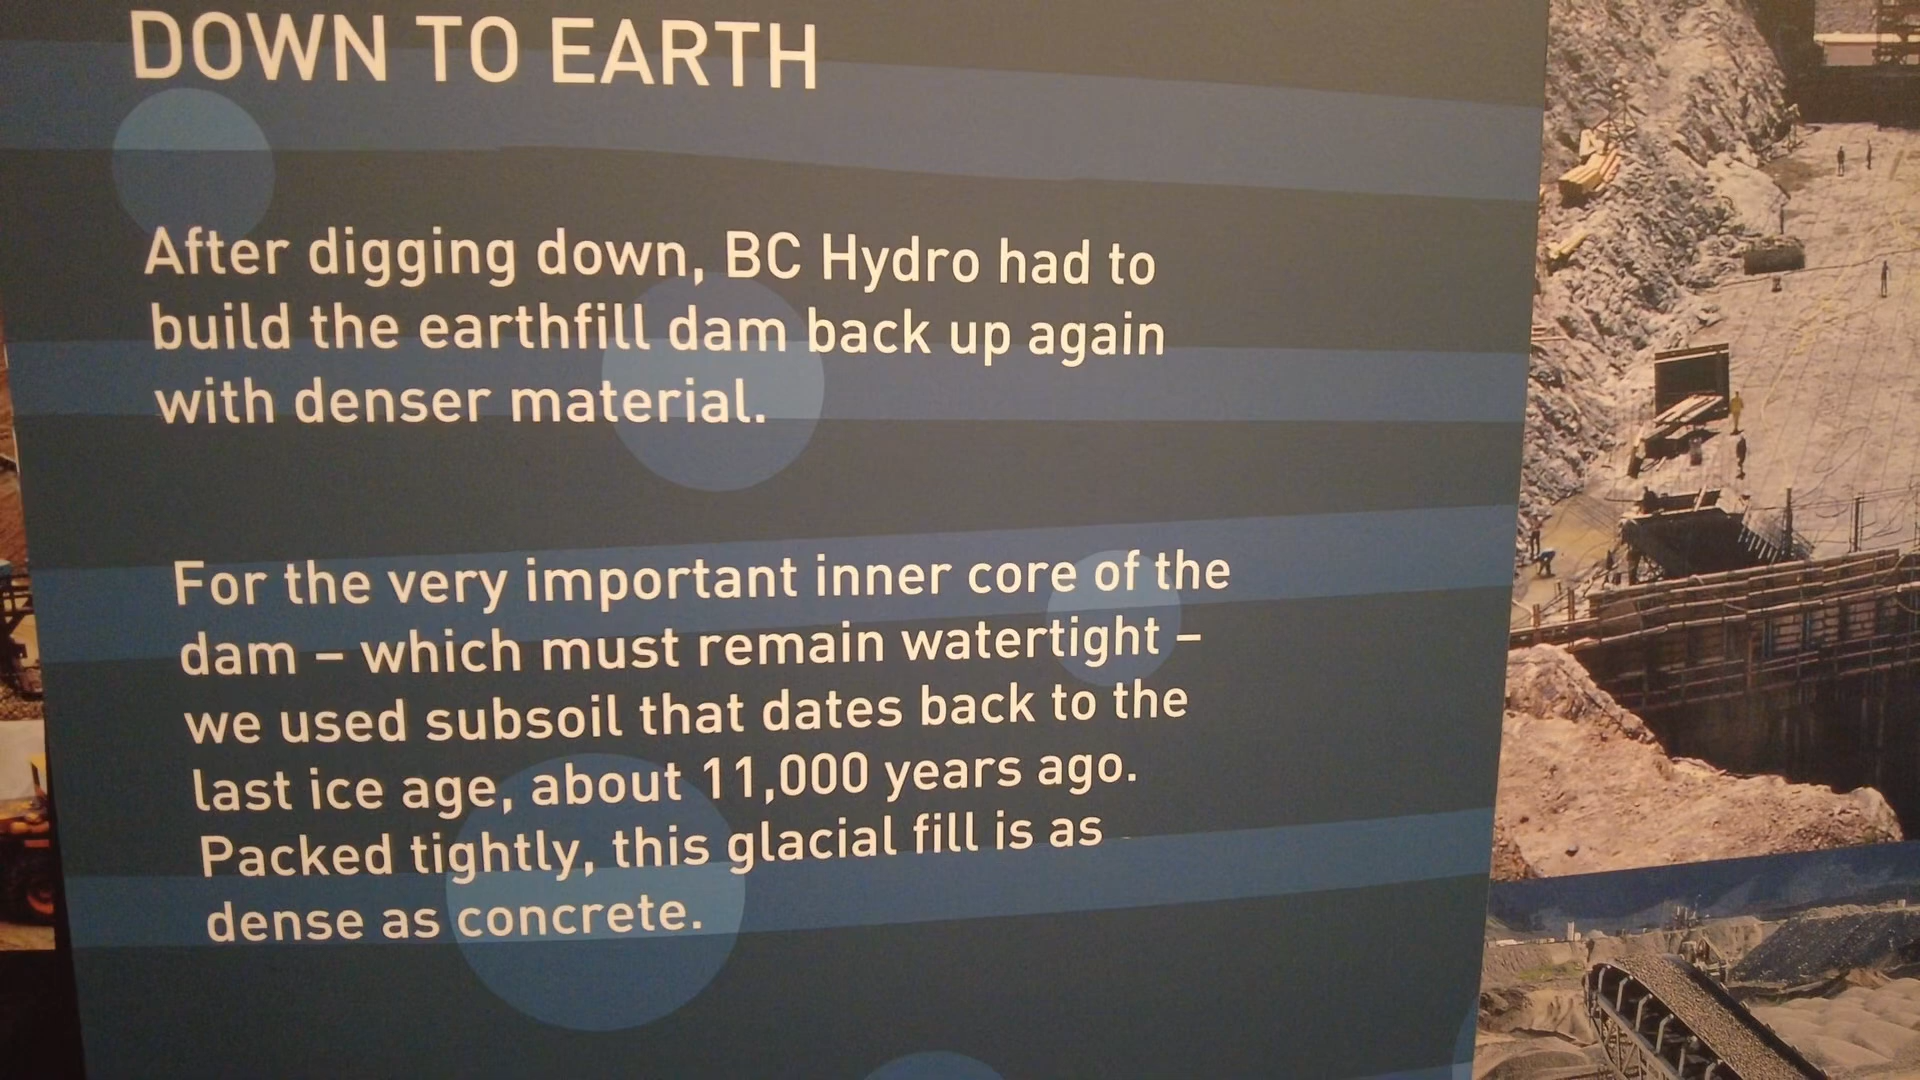 DOWN TO EARTH
After digging down, BC Hydro had to
build the earthfill dam back up again
with denser material.
For the very important inner core of the
dam – which must remain watertight –
we used subsoil that dates back to the
last ice age, about 11,000 years ago.
Packed tightly, this glacial fill is as
dense as concrete.